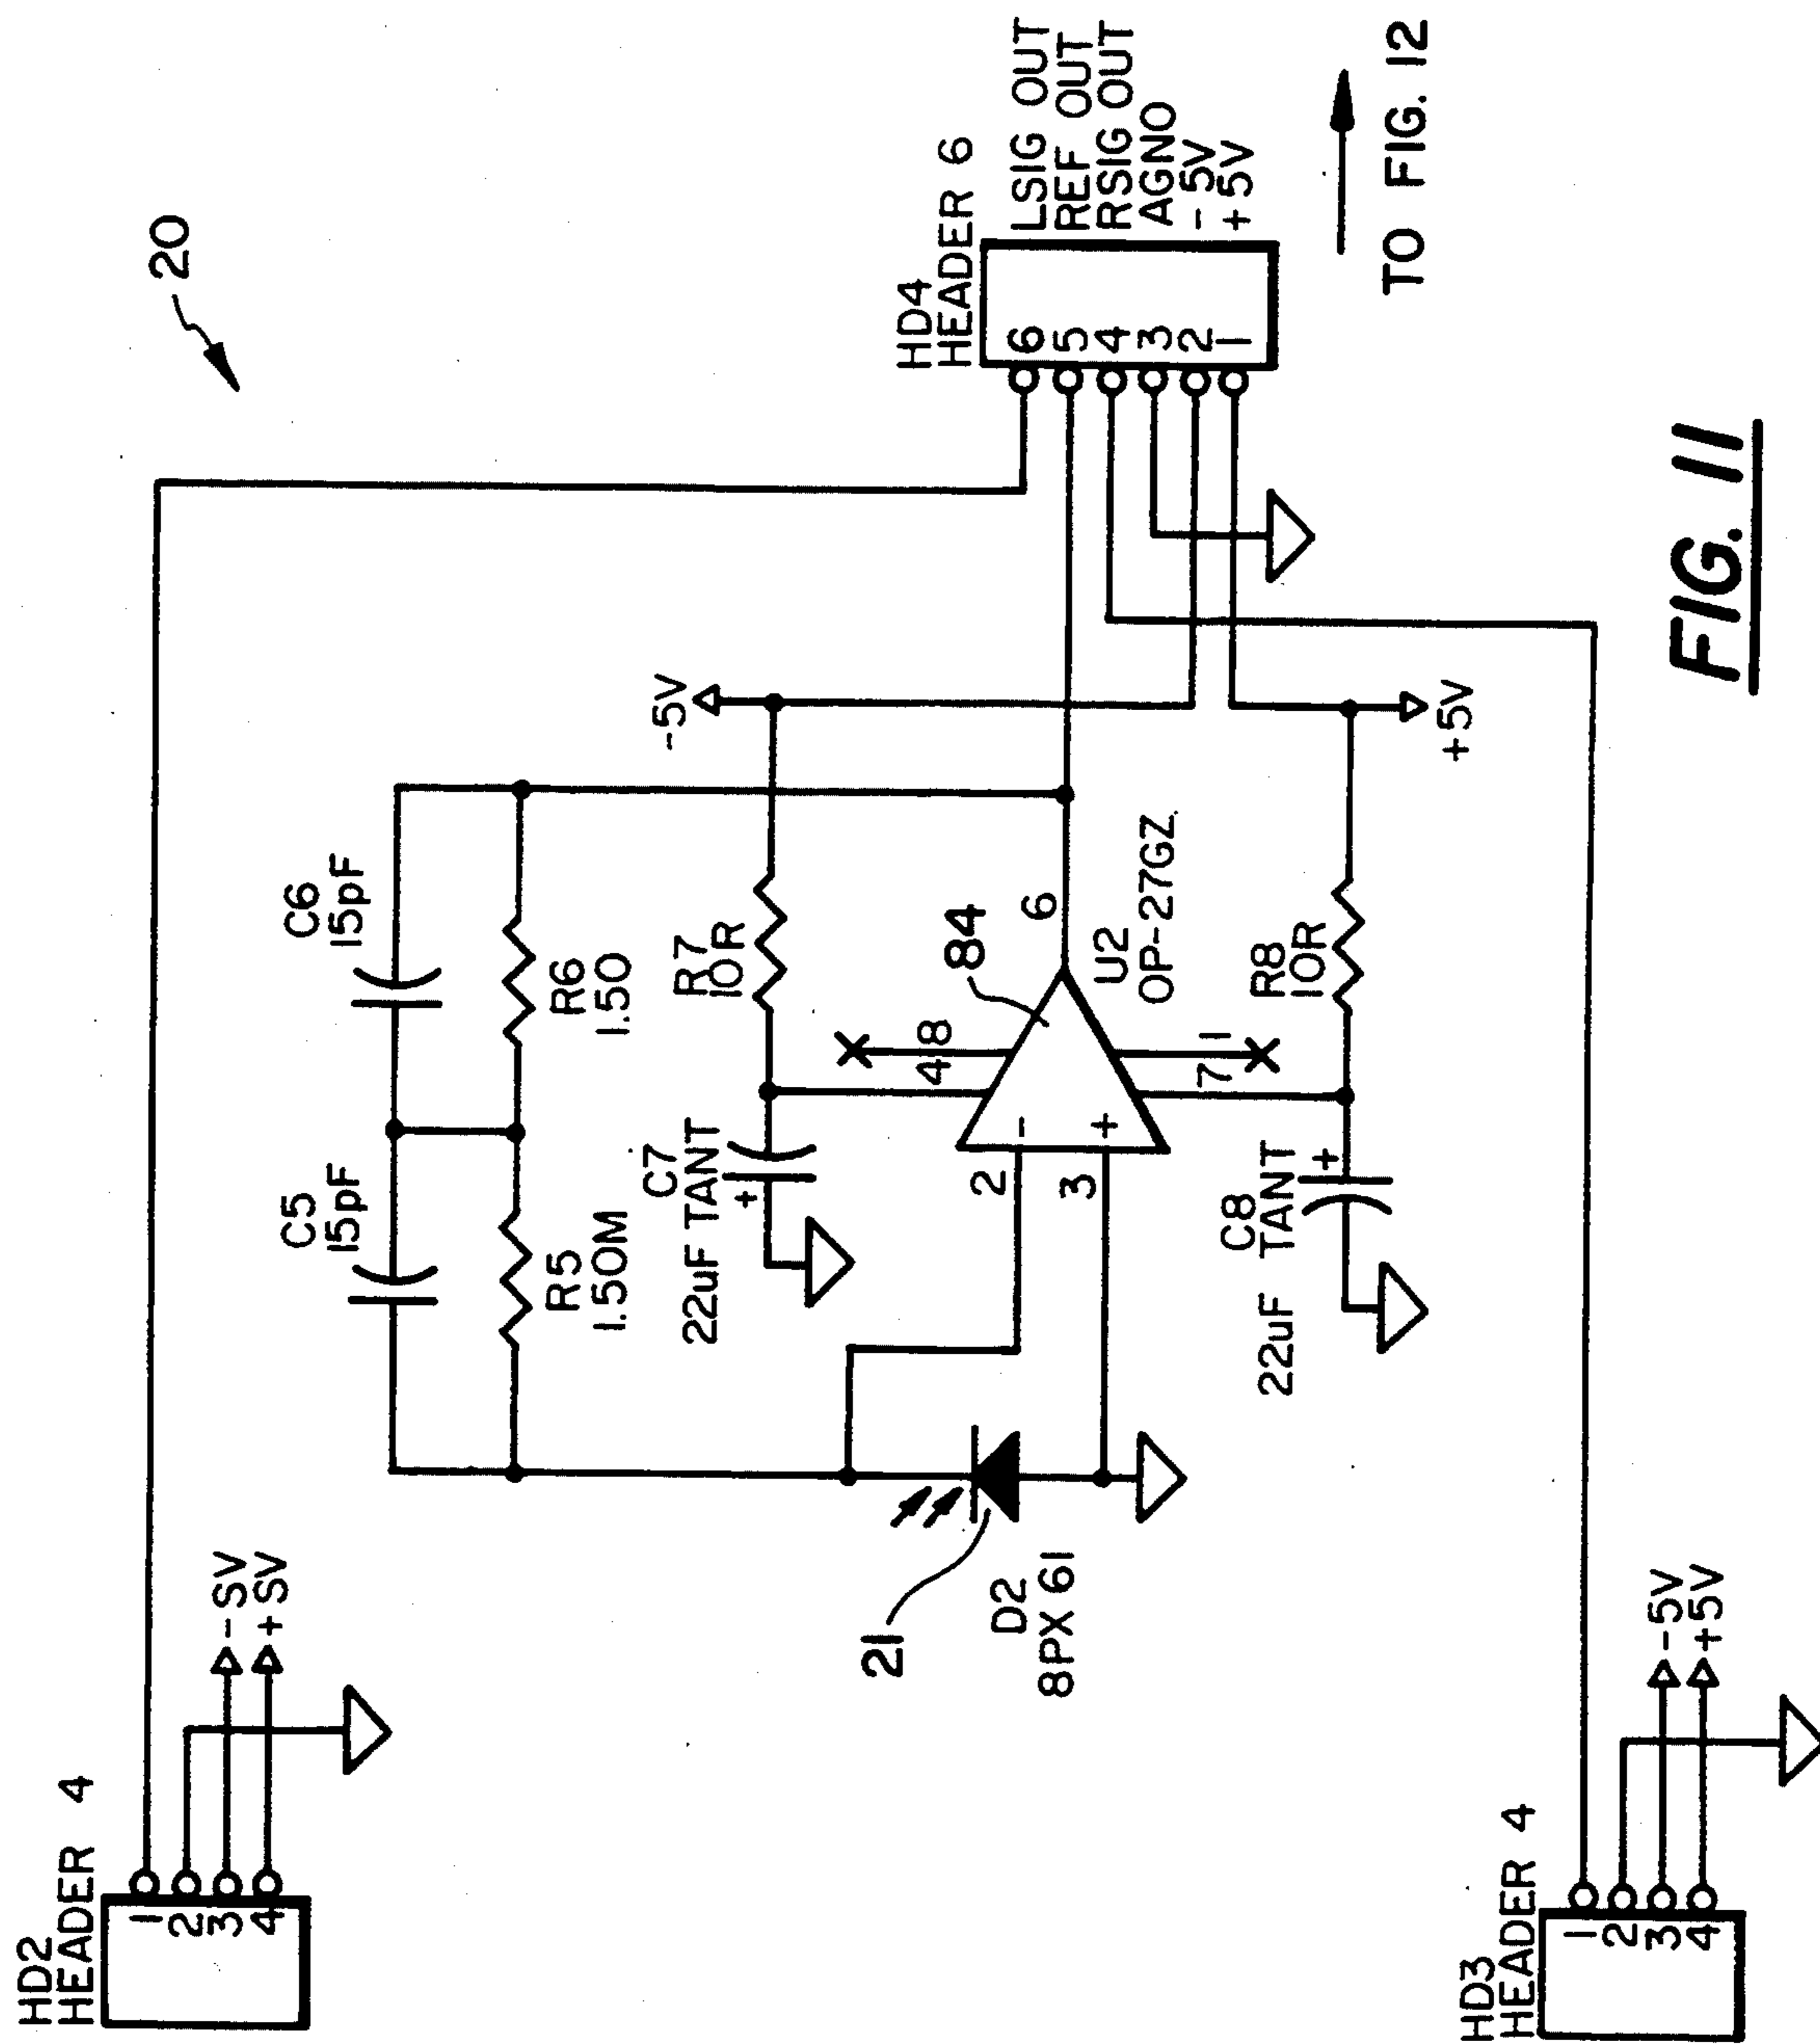 20
HD2
HEADER 4
1
2
3
4
-SV
+SV
C5
15pF
C6
15pF
R5
1.50M
R6
1.50
-5V
R7
10R
C7
22uF TANT
+
4
8
84
2
-
3
+
6
7
1
U2
OP-27GZ
21
D2
8PX 61
R8
10R
C8
22uF TANT
+
+5V
HD4
HEADER 6
6
5
4
3
2
1
LSIG OUT
REF OUT
RSIG OUT
AGNO
-5V
+5V
TO FIG. 12
HD3
HEADER 4
1
2
3
4
-5V
+5V
FIG. 11